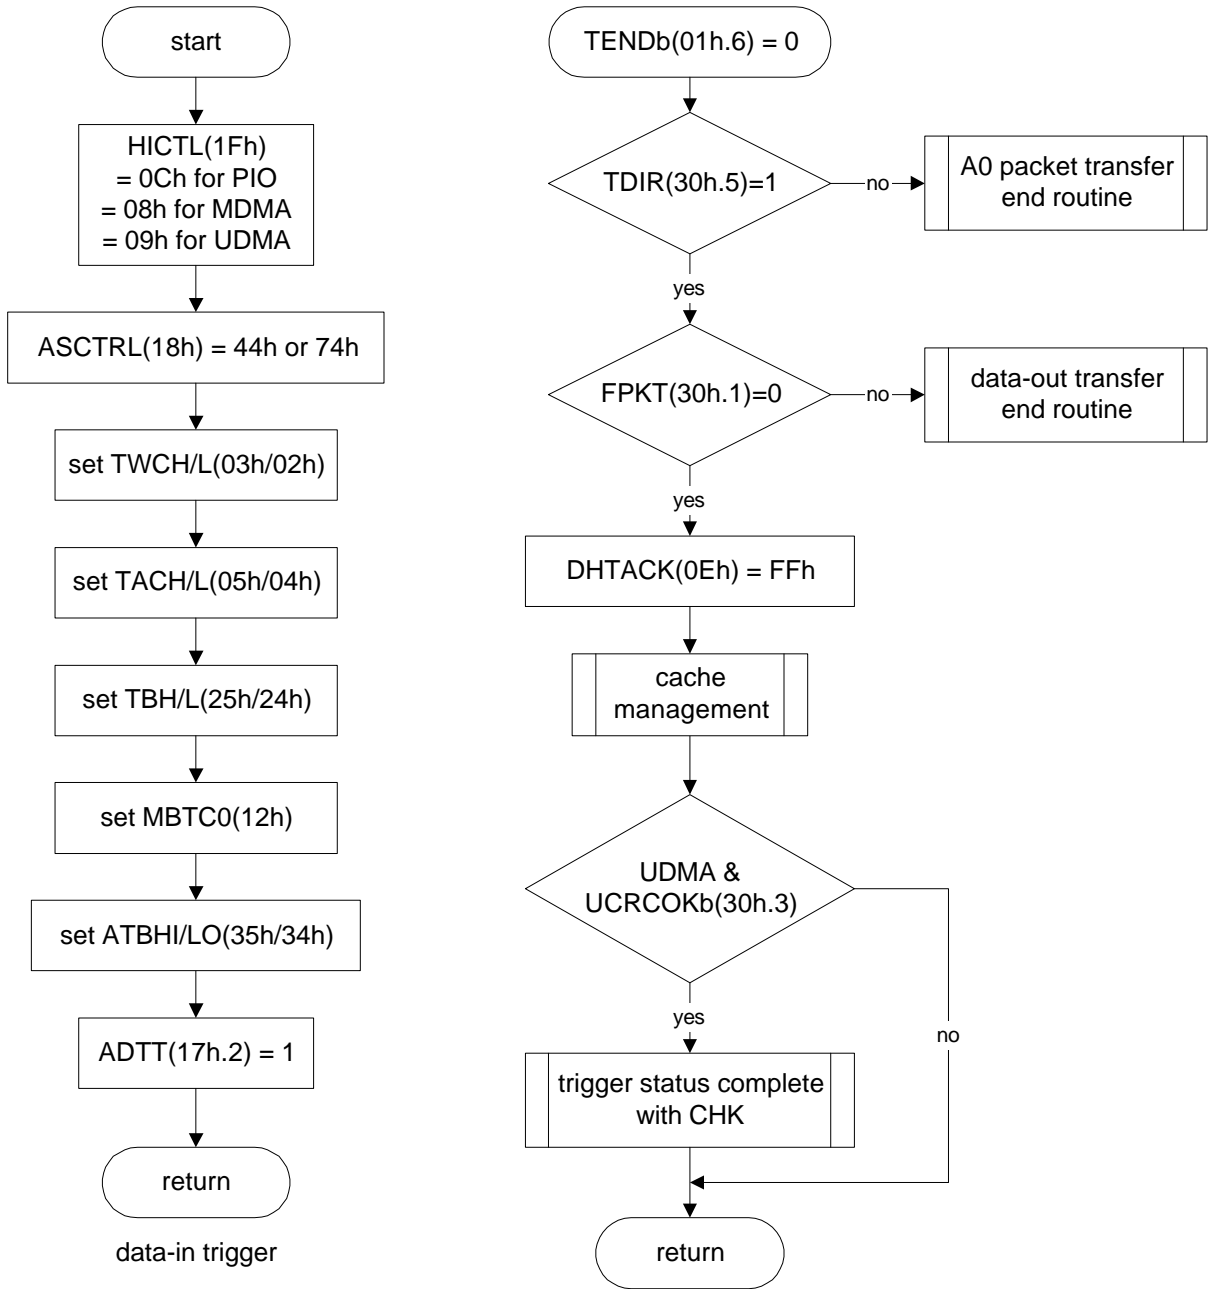 start
HICTL(1Fh)
= 0Ch for PIO
= 08h for MDMA
= 09h for UDMA
ASCTRL(18h) = 44h or 74h
set TWCH/L(03h/02h)
set TACH/L(05h/04h)
set TBH/L(25h/24h)
set MBTC0(12h)
set ATBHI/LO(35h/34h)
ADTT(17h.2) = 1
return
data-in trigger
TENDb(01h.6) = 0
TDIR(30h.5)=1
no
A0 packet transfer
end routine
yes
FPKT(30h.1)=0
no
data-out transfer
end routine
yes
DHTACK(0Eh) = FFh
cache
management
UDMA &
UCRCOKb(30h.3)
yes
no
trigger status complete
with CHK
return